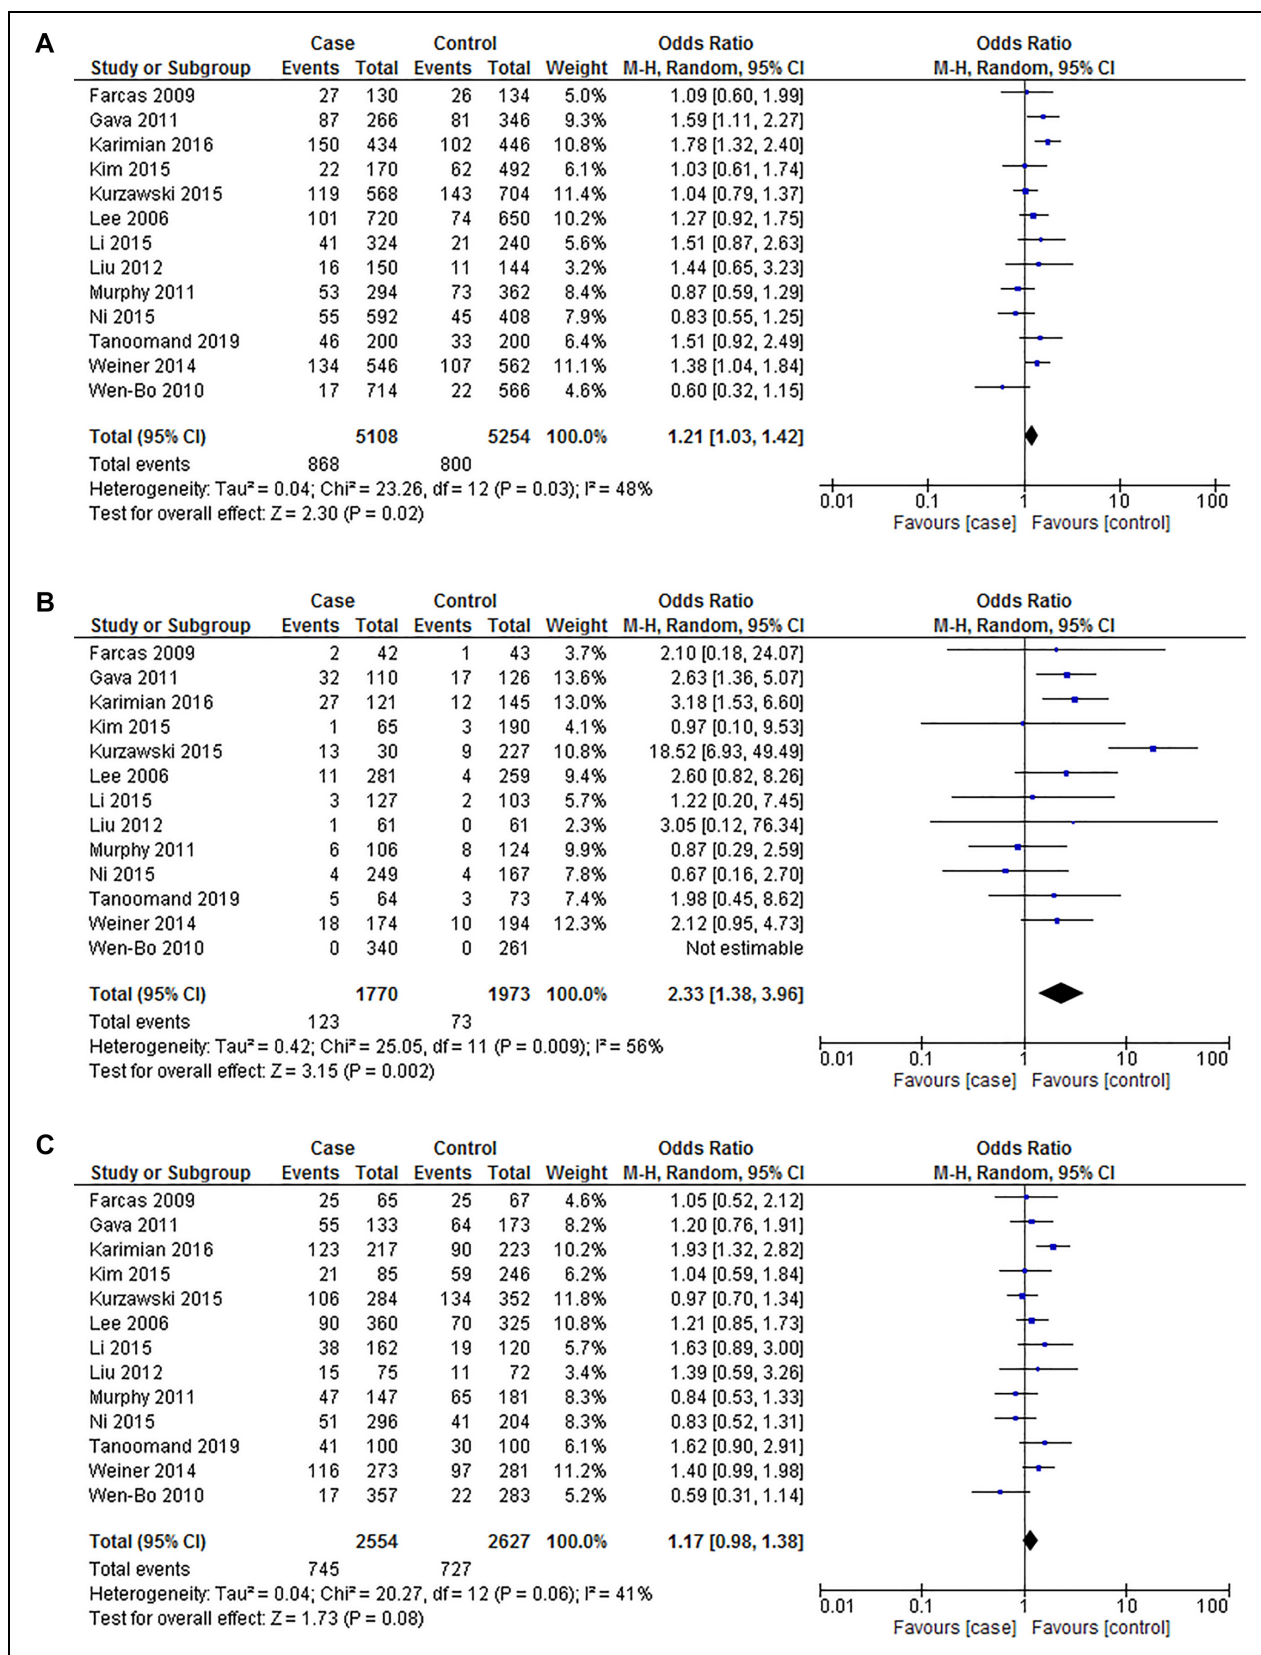 A
Case Control Odds Ratio Odds Ratio
Study or Subgroup Events Total Events Total Weight M-H, Random, 95% CI M-H, Random, 95% CI
Farcas 2009 27 130 26 134 5.0% 1.09 [0.60, 1.99]
Gava 2011 87 266 81 346 9.3% 1.59 [1.11, 2.27]
Karimian 2016 150 434 102 446 10.8% 1.78 [1.32, 2.40]
Kim 2015 22 170 62 492 6.1% 1.03 [0.61, 1.74]
Kurzawski 2015 119 568 143 704 11.4% 1.04 [0.79, 1.37]
Lee 2006 101 720 74 650 10.2% 1.27 [0.92, 1.75]
Li 2015 41 324 21 240 5.6% 1.51 [0.87, 2.63]
Liu 2012 16 150 11 144 3.2% 1.44 [0.65, 3.23]
Murphy 2011 53 294 73 362 8.4% 0.87 [0.59, 1.29]
Ni 2015 55 592 45 408 7.9% 0.83 [0.55, 1.25]
Tanoomand 2019 46 200 33 200 6.4% 1.51 [0.92, 2.49]
Weiner 2014 134 546 107 562 11.1% 1.38 [1.04, 1.84]
Wen-Bo 2010 17 714 22 566 4.6% 0.60 [0.32, 1.15]
Total (95% CI) 5108 5254 100.0% 1.21 [1.03, 1.42]
Total events 868 800
Heterogeneity: Tau² = 0.04; Chi² = 23.26, df = 12 (P = 0.03); I² = 48%
Test for overall effect: Z = 2.30 (P = 0.02)
0.01 0.1 1 10 100
Favours [case] Favours [control]
B
Case Control Odds Ratio Odds Ratio
Study or Subgroup Events Total Events Total Weight M-H, Random, 95% CI M-H, Random, 95% CI
Farcas 2009 2 42 1 43 3.7% 2.10 [0.18, 24.07]
Gava 2011 32 110 17 126 13.6% 2.63 [1.36, 5.07]
Karimian 2016 27 121 12 145 13.0% 3.18 [1.53, 6.60]
Kim 2015 1 65 3 190 4.1% 0.97 [0.10, 9.53]
Kurzawski 2015 13 30 9 227 10.8% 18.52 [6.93, 49.49]
Lee 2006 11 281 4 259 9.4% 2.60 [0.82, 8.26]
Li 2015 3 127 2 103 5.7% 1.22 [0.20, 7.45]
Liu 2012 1 61 0 61 2.3% 3.05 [0.12, 76.34]
Murphy 2011 6 106 8 124 9.9% 0.87 [0.29, 2.59]
Ni 2015 4 249 4 167 7.8% 0.67 [0.16, 2.70]
Tanoomand 2019 5 64 3 73 7.4% 1.98 [0.45, 8.62]
Weiner 2014 18 174 10 194 12.3% 2.12 [0.95, 4.73]
Wen-Bo 2010 0 340 0 261 Not estimable
Total (95% CI) 1770 1973 100.0% 2.33 [1.38, 3.96]
Total events 123 73
Heterogeneity: Tau² = 0.42; Chi² = 25.05, df = 11 (P = 0.009); I² = 56%
Test for overall effect: Z = 3.15 (P = 0.002)
0.01 0.1 1 10 100
Favours [case] Favours [control]
C
Case Control Odds Ratio Odds Ratio
Study or Subgroup Events Total Events Total Weight M-H, Random, 95% CI M-H, Random, 95% CI
Farcas 2009 25 65 25 67 4.6% 1.05 [0.52, 2.12]
Gava 2011 55 133 64 173 8.2% 1.20 [0.76, 1.91]
Karimian 2016 123 217 90 223 10.2% 1.93 [1.32, 2.82]
Kim 2015 21 85 59 246 6.2% 1.04 [0.59, 1.84]
Kurzawski 2015 106 284 134 352 11.8% 0.97 [0.70, 1.34]
Lee 2006 90 360 70 325 10.8% 1.21 [0.85, 1.73]
Li 2015 38 162 19 120 5.7% 1.63 [0.89, 3.00]
Liu 2012 15 75 11 72 3.4% 1.39 [0.59, 3.26]
Murphy 2011 47 147 65 181 8.3% 0.84 [0.53, 1.33]
Ni 2015 51 296 41 204 8.3% 0.83 [0.52, 1.31]
Tanoomand 2019 41 100 30 100 6.1% 1.62 [0.90, 2.91]
Weiner 2014 116 273 97 281 11.2% 1.40 [0.99, 1.98]
Wen-Bo 2010 17 357 22 283 5.2% 0.59 [0.31, 1.14]
Total (95% CI) 2554 2627 100.0% 1.17 [0.98, 1.38]
Total events 745 727
Heterogeneity: Tau² = 0.04; Chi² = 20.27, df = 12 (P = 0.06); I² = 41%
Test for overall effect: Z = 1.73 (P = 0.08)
0.01 0.1 1 10 100
Favours [case] Favours [control]